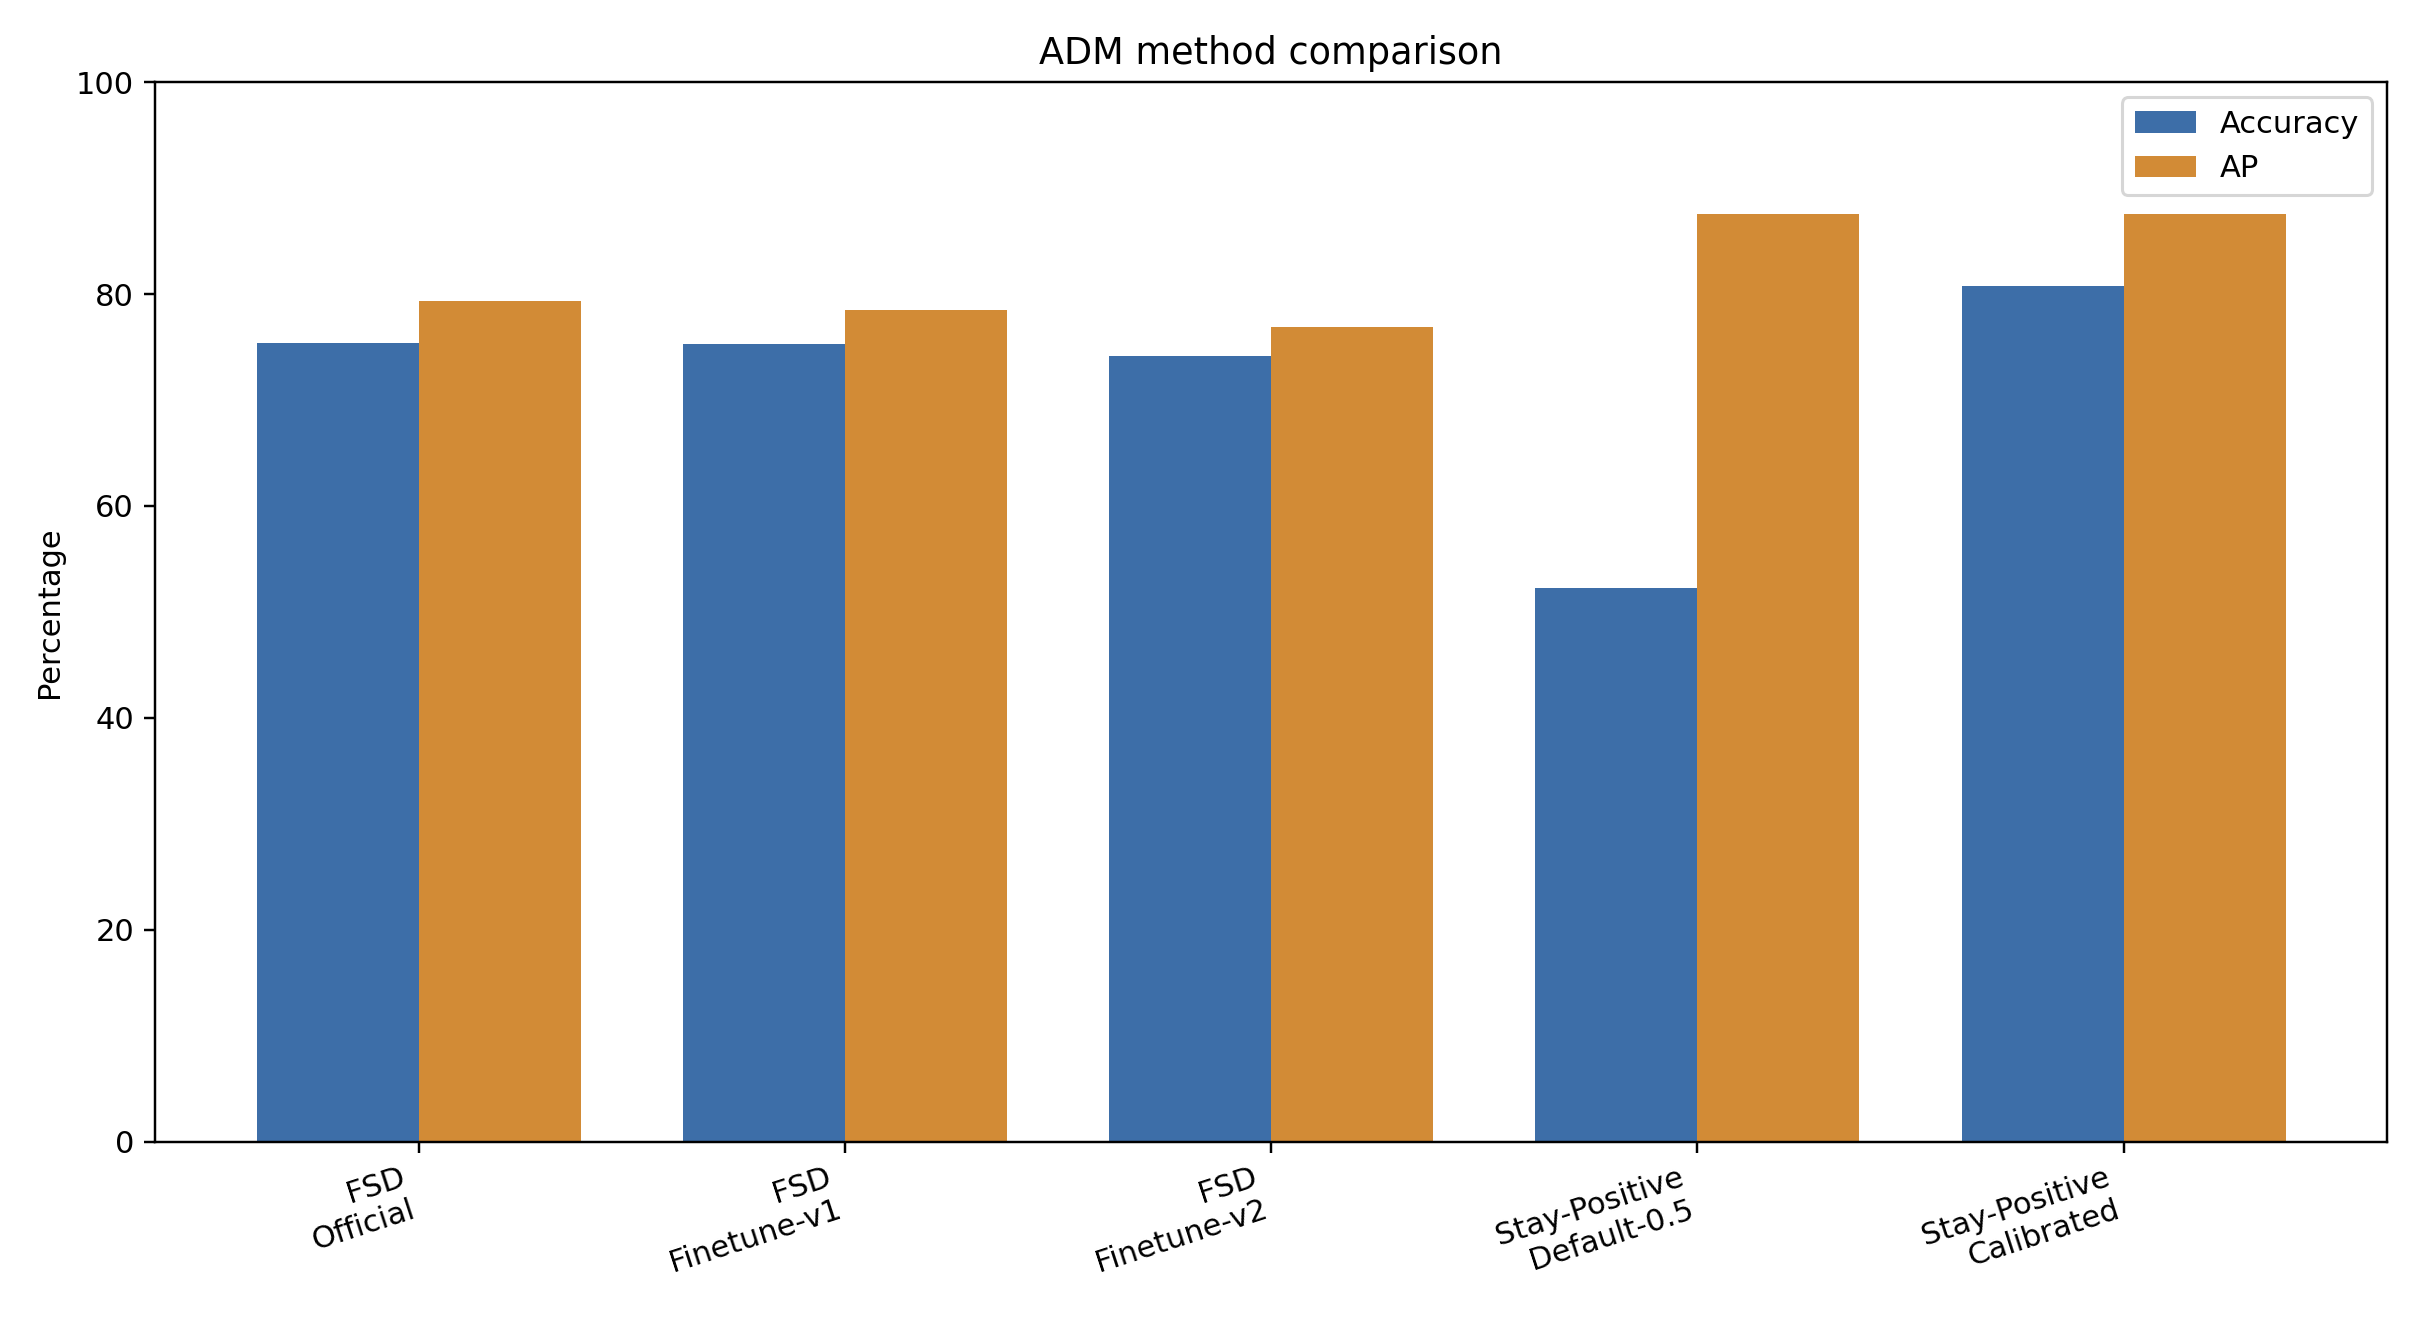 ADM method comparison
100
80
60
40
20
0
Percentage
Accuracy
AP
FSD
Official
FSD
Finetune-v1
FSD
Finetune-v2
Stay-Positive
Default-0.5
Stay-Positive
Calibrated